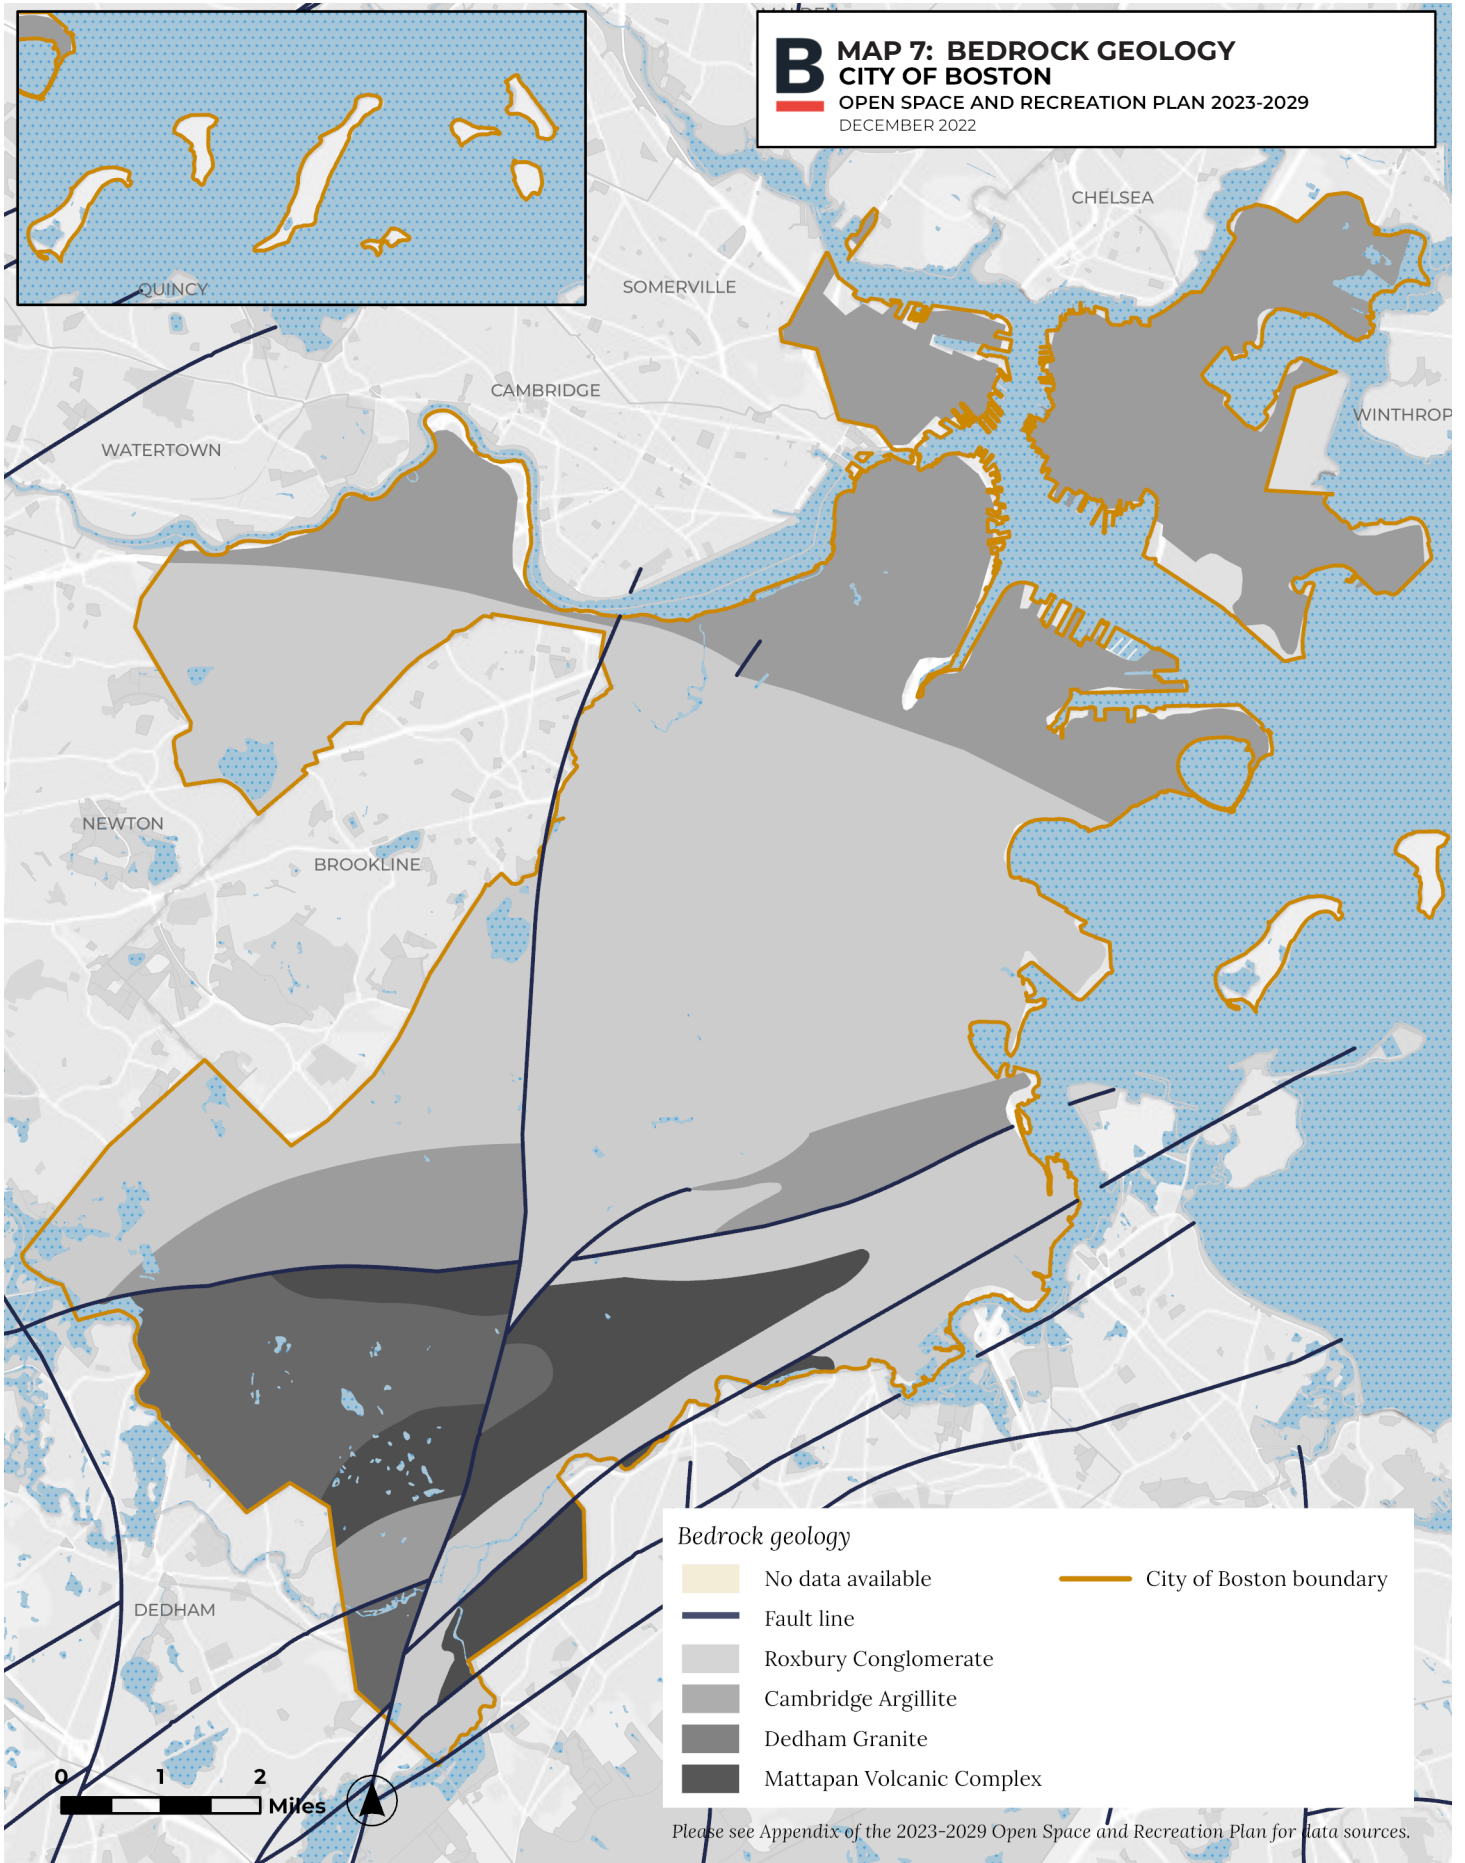 B
MAP 7: BEDROCK GEOLOGY
CITY OF BOSTON
OPEN SPACE AND RECREATION PLAN 2023-2029
DECEMBER 2022
MALDEN
CHELSEA
QUINCY
SOMERVILLE
CAMBRIDGE
WINTHROP
WATERTOWN
NEWTON
BROOKLINE
DEDHAM
Bedrock geology
No data available
City of Boston boundary
Fault line
Roxbury Conglomerate
Cambridge Argillite
Dedham Granite
Mattapan Volcanic Complex
0 1 2
Miles
Please see Appendix of the 2023-2029 Open Space and Recreation Plan for data sources.